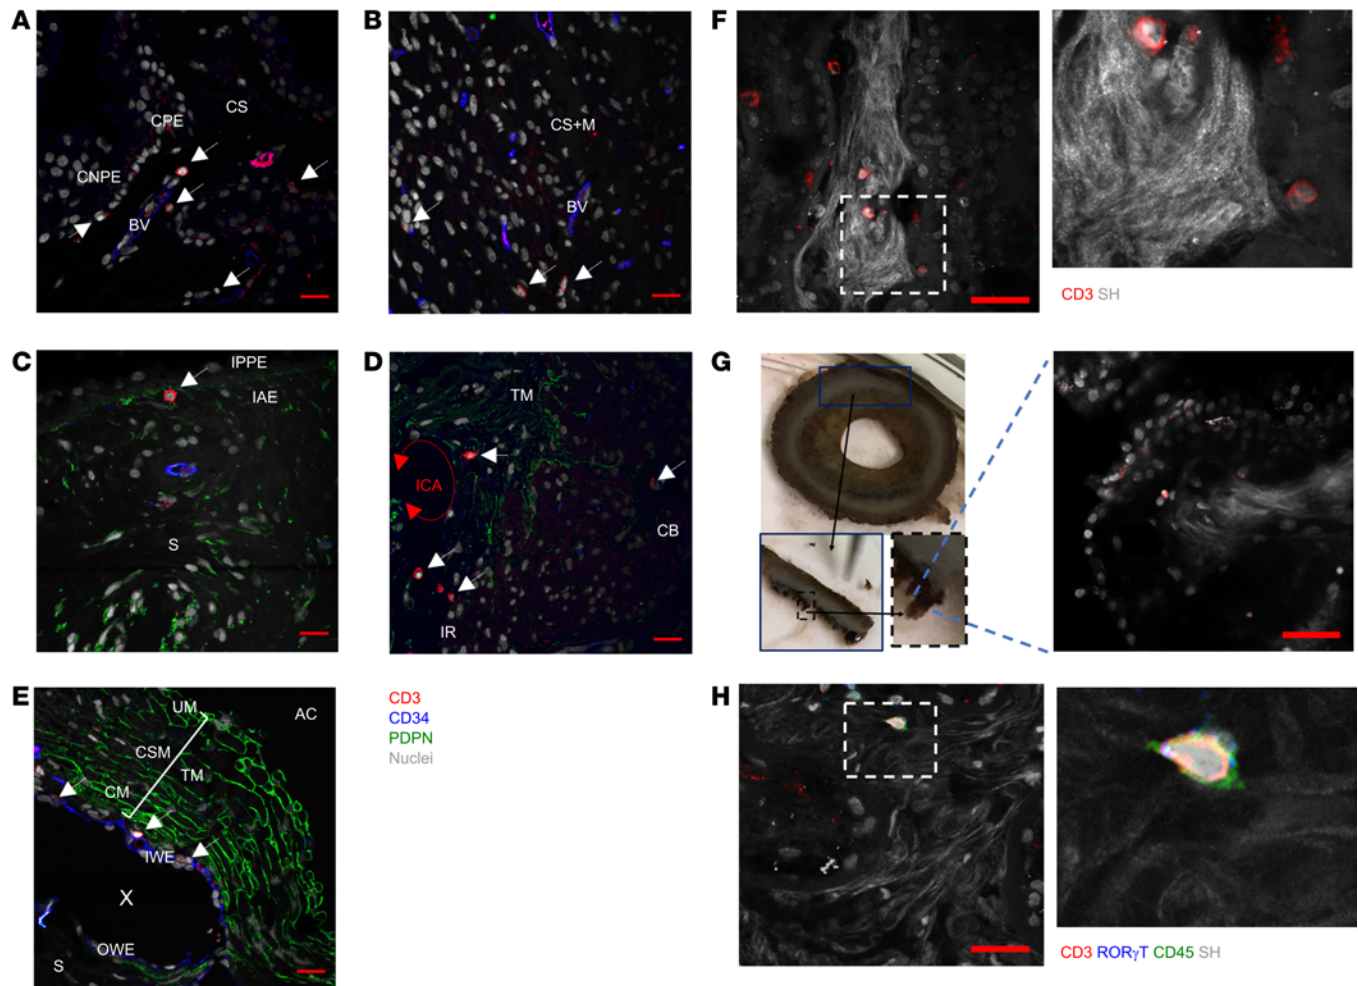 A
CPE
CS
CNPE
BV
B
CS+M
BV
F
CD3 SH
C
IPPE
IAE
S
D
TM
ICA
CB
IR
G
E
UM
AC
CSM
TM
CM
IWE
X
OWE
S
CD3
CD34
PDPN
Nuclei
H
CD3 RORγT CD45 SH